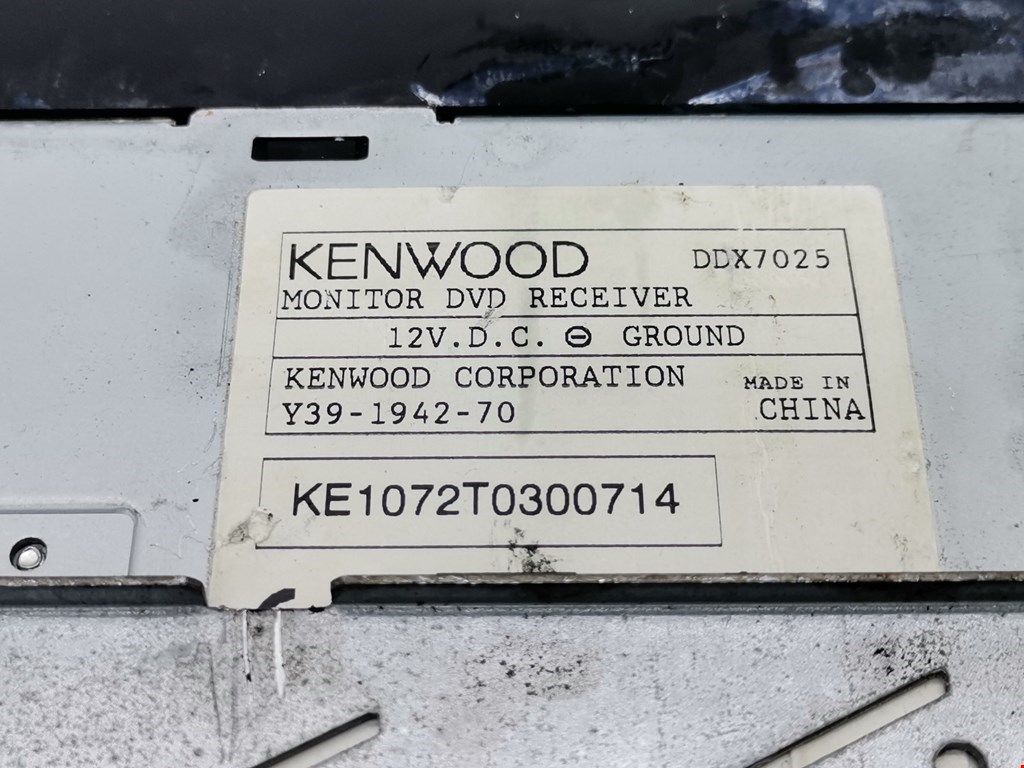 KENWOOD DDX7025
MONITOR DVD RECEIVER
12V.D.C. ⊖ GROUND
KENWOOD CORPORATION
Y39-1942-70
MADE IN
CHINA
KE1072T0300714